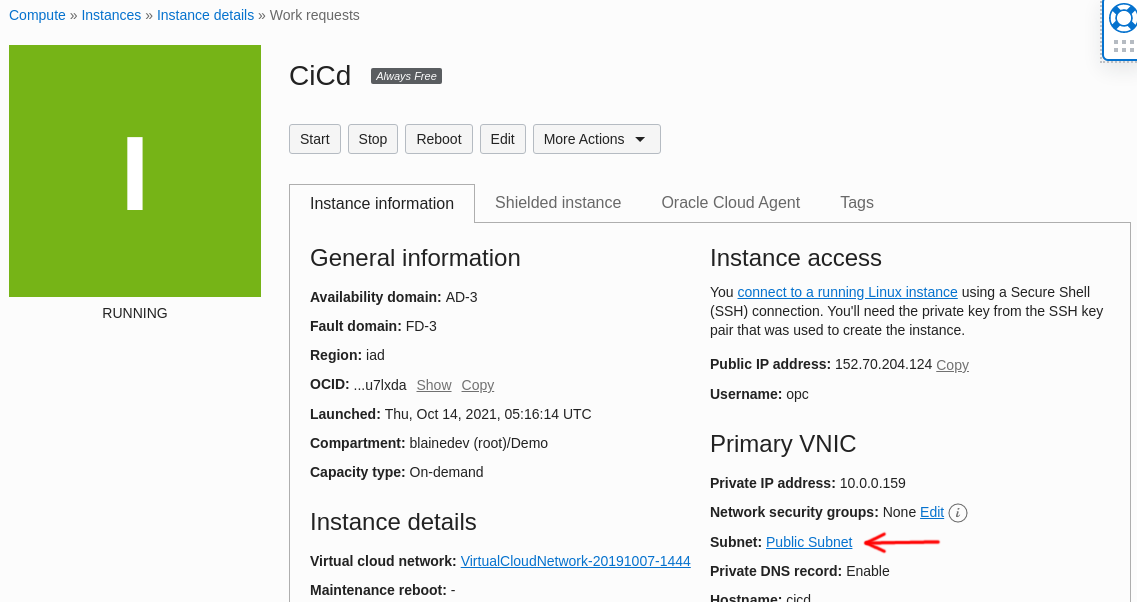 Compute » Instances » Instance details » Work requests
I
RUNNING
CiCd Always Free
Start Stop Reboot Edit More Actions
Instance information Shielded instance Oracle Cloud Agent Tags
General information
Availability domain: AD-3
Fault domain: FD-3
Region: iad
OCID: ...u7lxda Show Copy
Launched: Thu, Oct 14, 2021, 05:16:14 UTC
Compartment: blainedev (root)/Demo
Capacity type: On-demand
Instance details
Virtual cloud network: VirtualCloudNetwork-20191007-1444
Maintenance reboot: -
Instance access
You connect to a running Linux instance using a Secure Shell
(SSH) connection. You'll need the private key from the SSH key
pair that was used to create the instance.
Public IP address: 152.70.204.124 Copy
Username: opc
Primary VNIC
Private IP address: 10.0.0.159
Network security groups: None Edit i
Subnet: Public Subnet
Private DNS record: Enable
Hostname: cicd